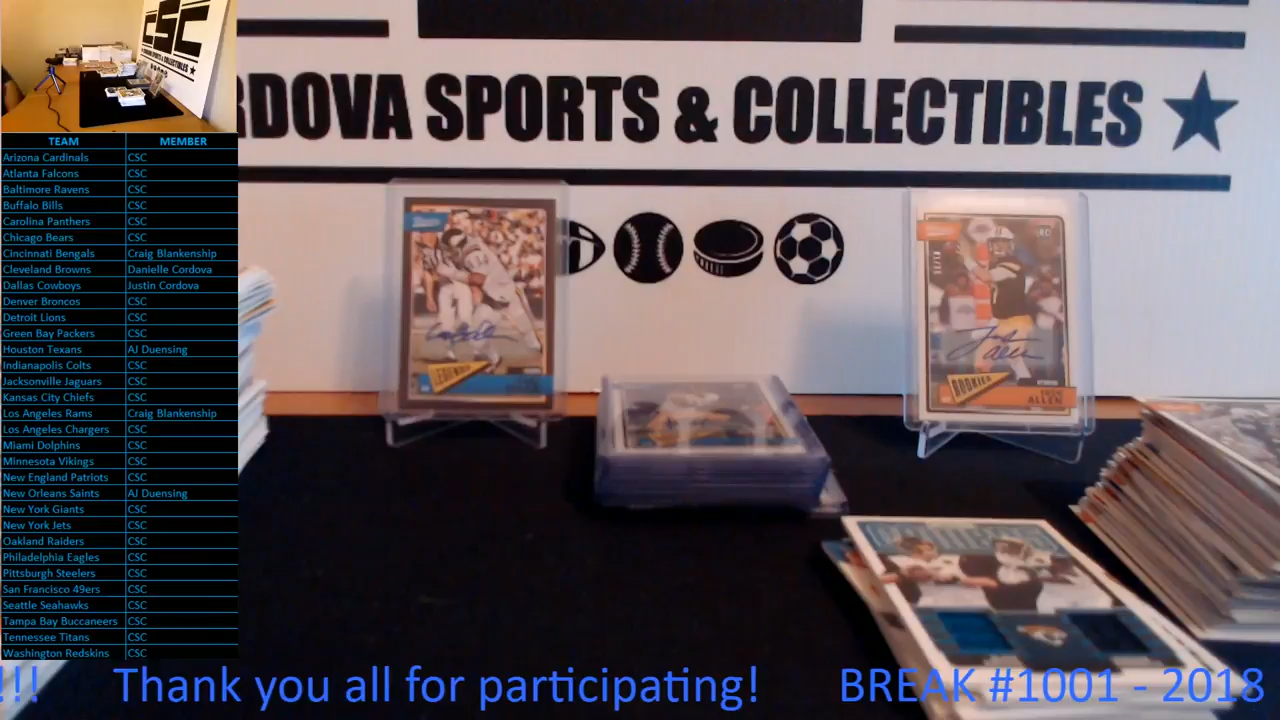 CSC
RDOVA SPORTS & COLLECTIBLES
TEAM MEMBER
Arizona Cardinals CSC
Atlanta Falcons CSC
Baltimore Ravens CSC
Buffalo Bills CSC
Carolina Panthers CSC
Chicago Bears CSC
Cincinnati Bengals Craig Blankenship
Cleveland Browns Danielle Cordova
Dallas Cowboys Justin Cordova
Denver Broncos CSC
Detroit Lions CSC
Green Bay Packers CSC
Houston Texans AJ Duensing
Indianapolis Colts CSC
Jacksonville Jaguars CSC
Kansas City Chiefs CSC
Los Angeles Rams Craig Blankenship
Los Angeles Chargers CSC
Miami Dolphins CSC
Minnesota Vikings CSC
New England Patriots CSC
New Orleans Saints AJ Duensing
New York Giants CSC
New York Jets CSC
Oakland Raiders CSC
Philadelphia Eagles CSC
Pittsburgh Steelers CSC
San Francisco 49ers CSC
Seattle Seahawks CSC
Tampa Bay Buccaneers CSC
Tennessee Titans CSC
Washington Redskins CSC
LEGENDS
RC
ROOKIES
JOSH
ALLEN
!!! Thank you all for participating! BREAK #1001 - 2018